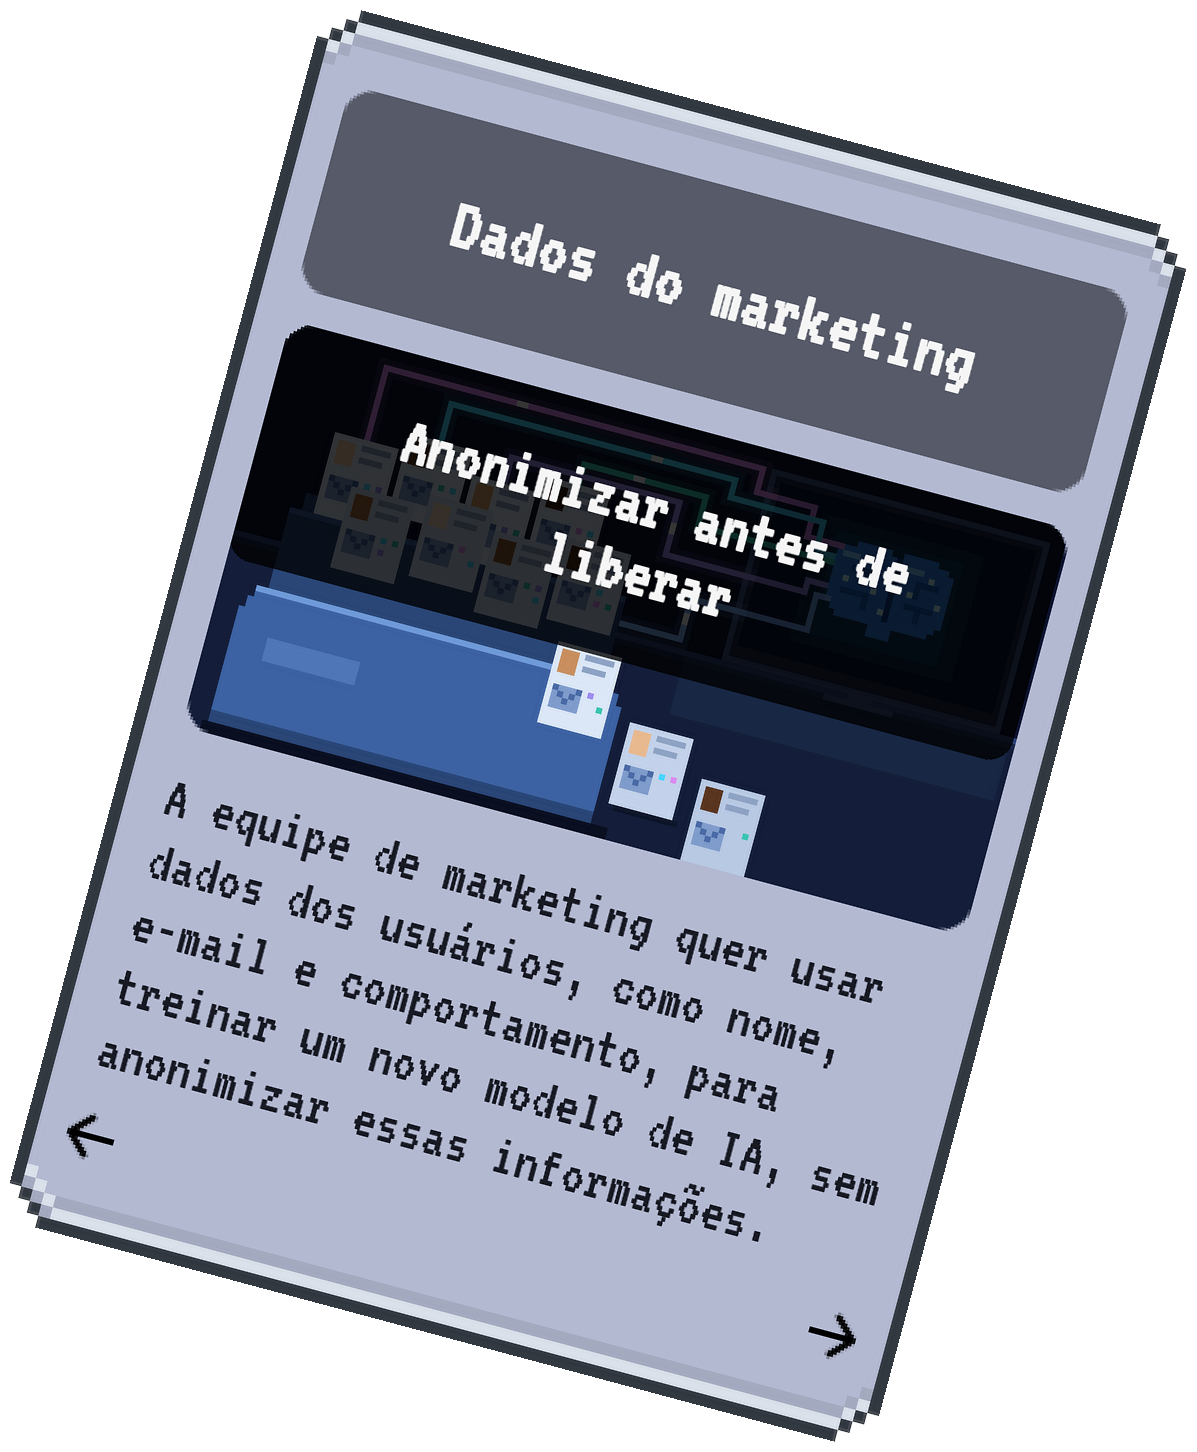 Dados do marketing
Anonimizar antes de
liberar
A equipe de marketing quer usar
dados dos usuários, como nome,
e-mail e comportamento, para
treinar um novo modelo de IA, sem
anonimizar essas informações.